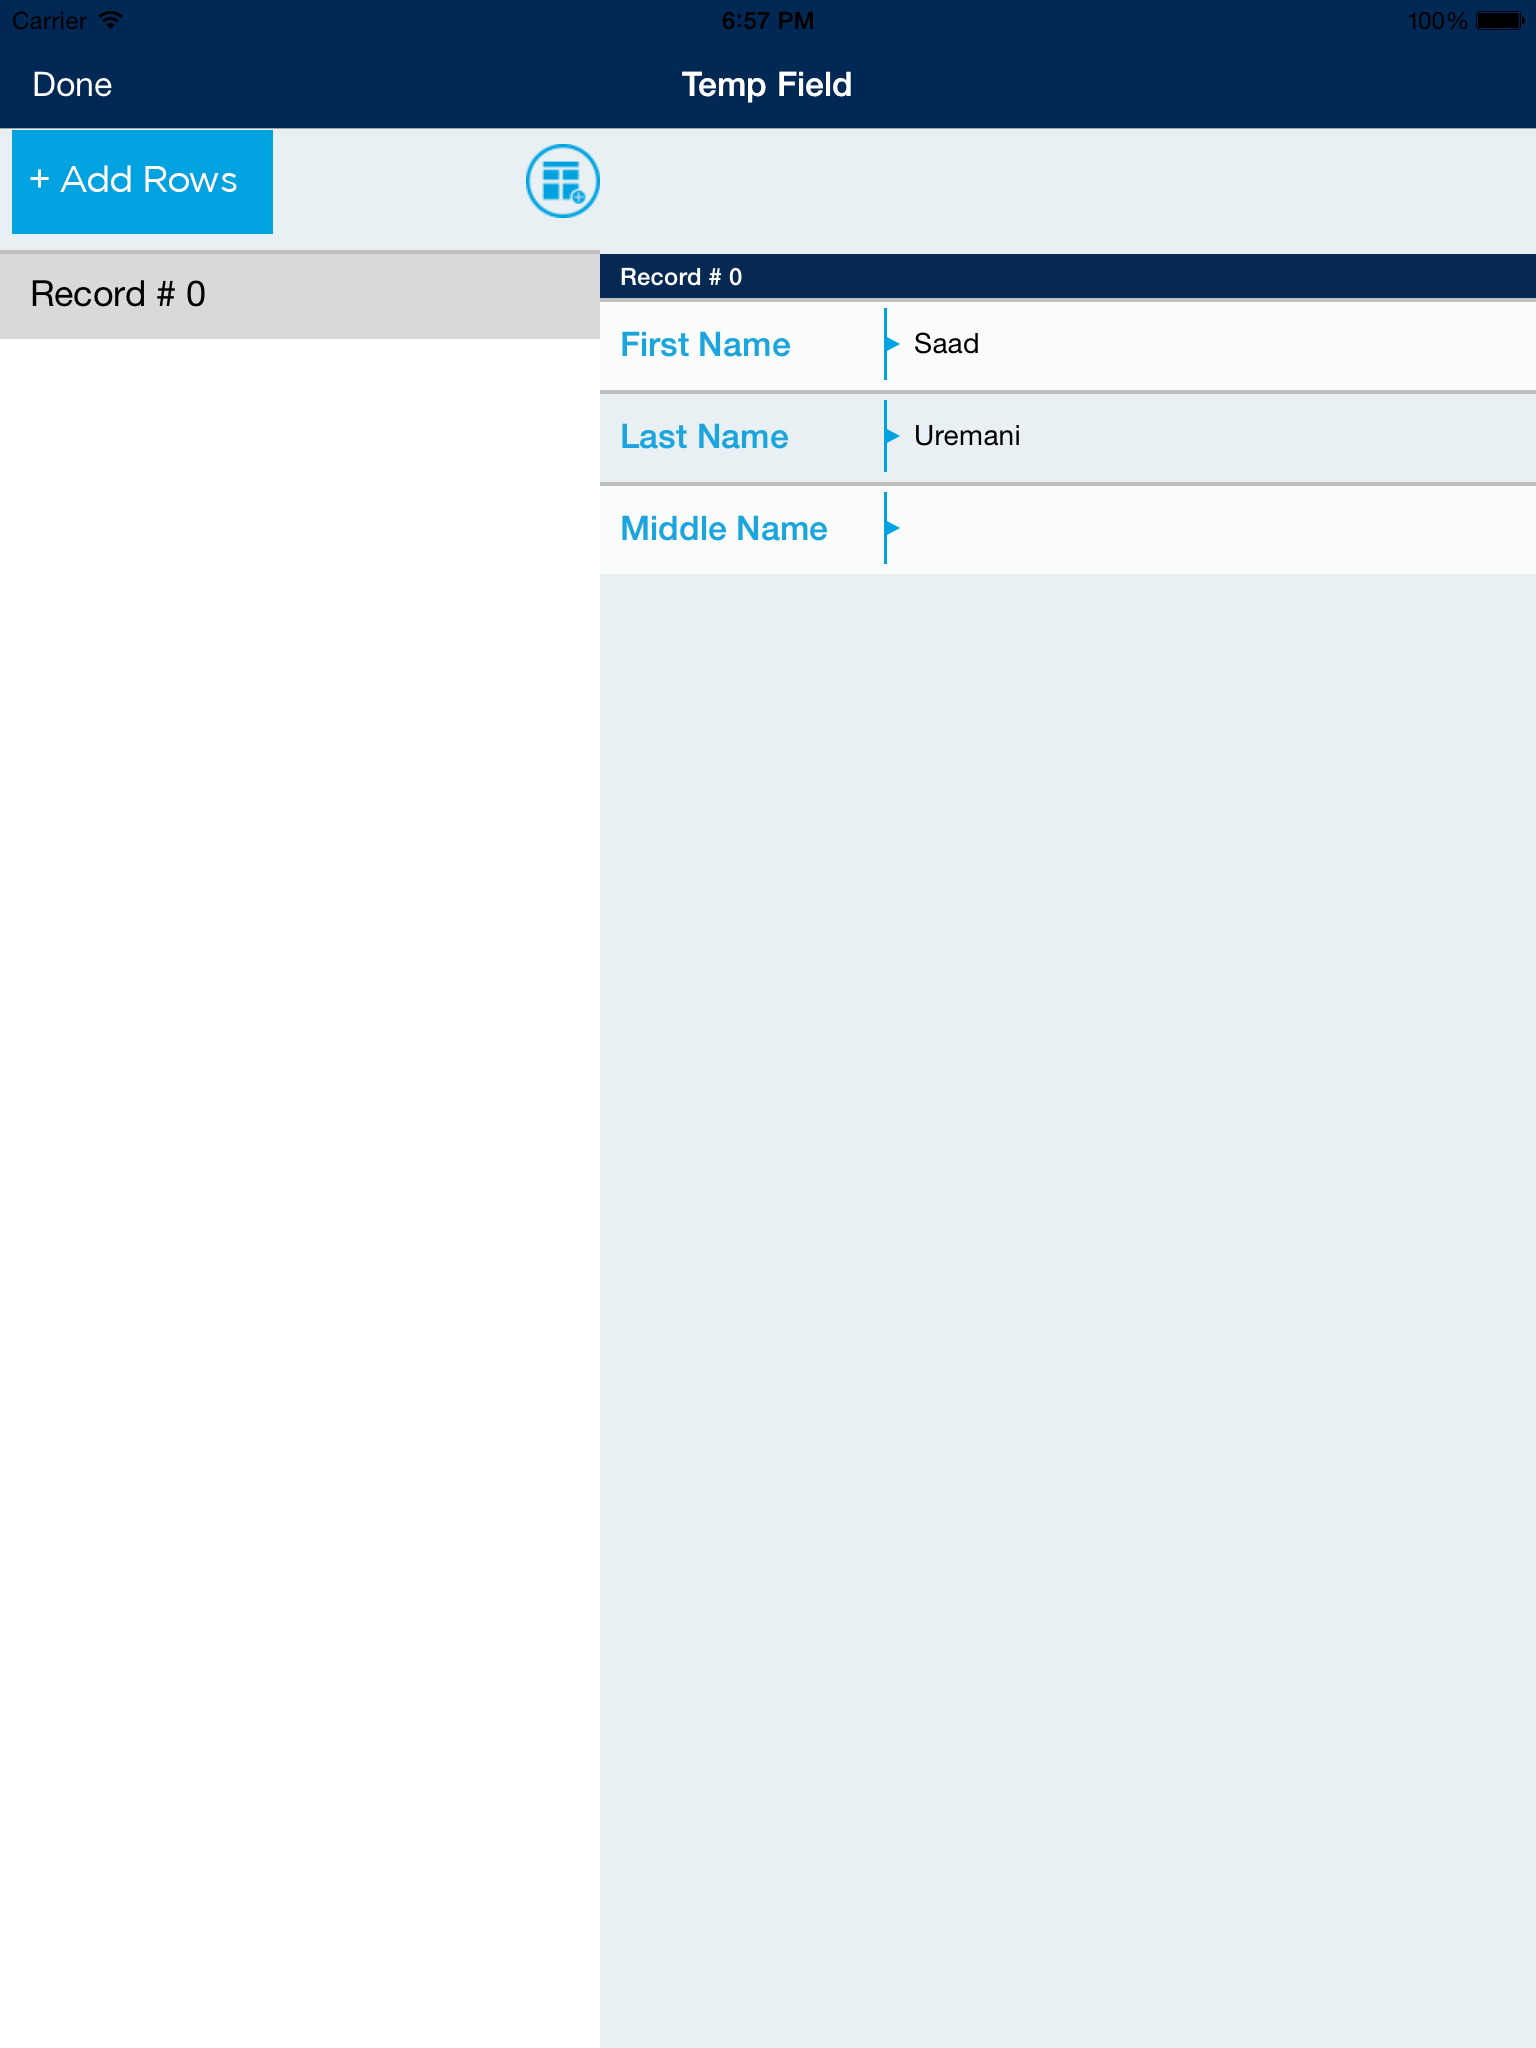 Carrier 6:57 PM 100%
Done Temp Field
+ Add Rows
Record # 0
Record # 0
First Name Saad
Last Name Uremani
Middle Name